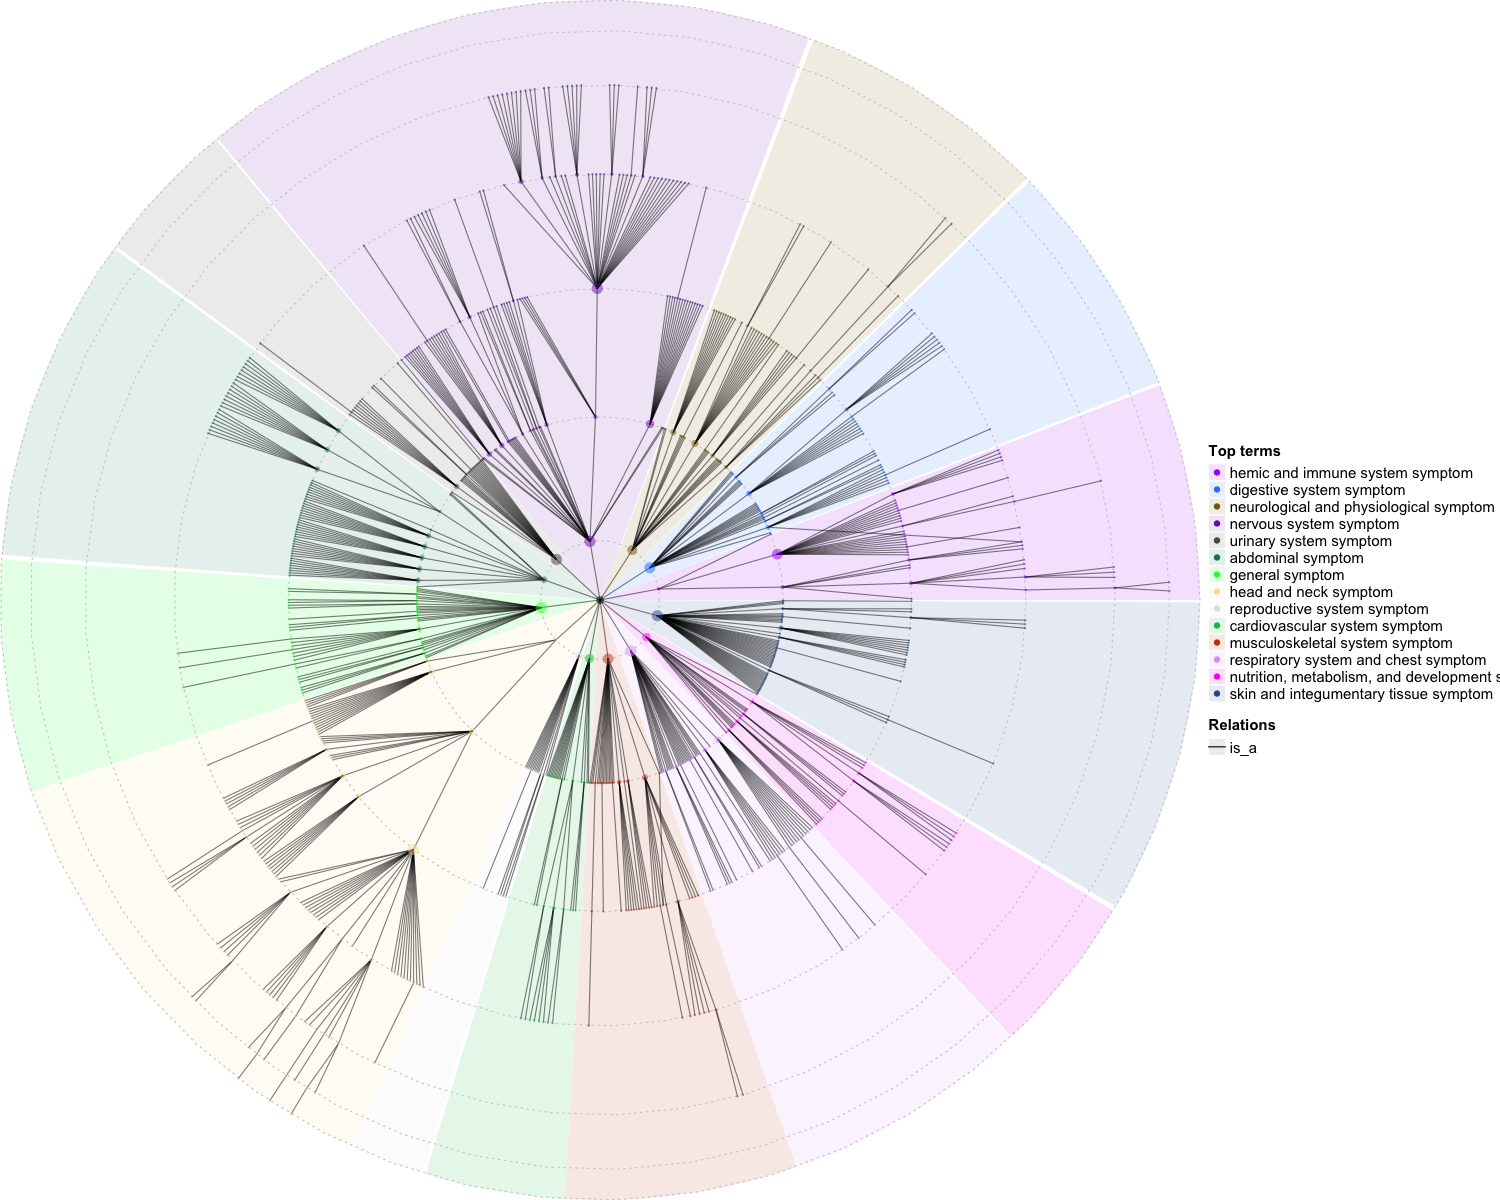 Top terms
hemic and immune system symptom
digestive system symptom
neurological and physiological symptom
nervous system symptom
urinary system symptom
abdominal symptom
general symptom
head and neck symptom
reproductive system symptom
cardiovascular system symptom
musculoskeletal system symptom
respiratory system and chest symptom
nutrition, metabolism, and development s
skin and integumentary tissue symptom
Relations
is_a